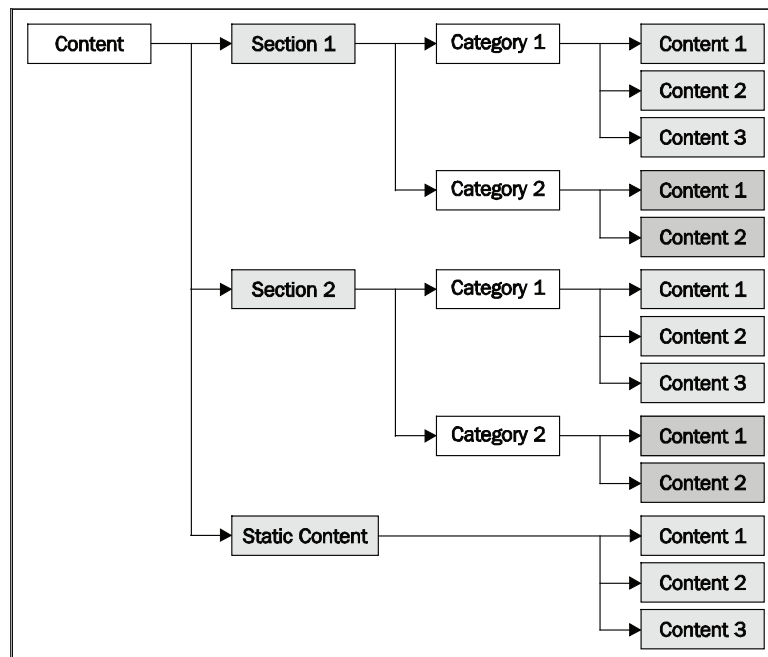 Content
Section 1
Category 1
Content 1
Content 2
Content 3
Category 2
Content 1
Content 2
Section 2
Category 1
Content 1
Content 2
Content 3
Category 2
Content 1
Content 2
Static Content
Content 1
Content 2
Content 3